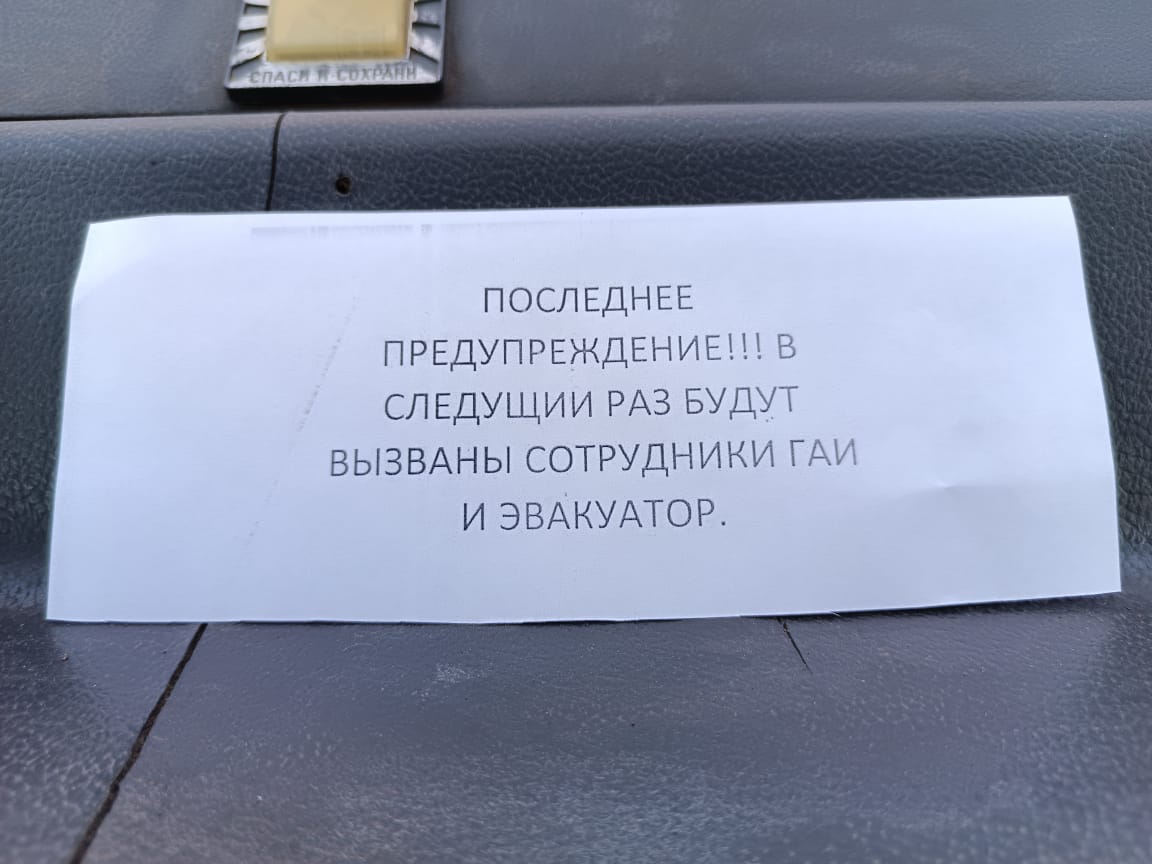 СПАСИ И СОХРАНИ
ПОСЛЕДНЕЕ
ПРЕДУПРЕЖДЕНИЕ!!! В
СЛЕДУЩИИ РАЗ БУДУТ
ВЫЗВАНЫ СОТРУДНИКИ ГАИ
И ЭВАКУАТОР.